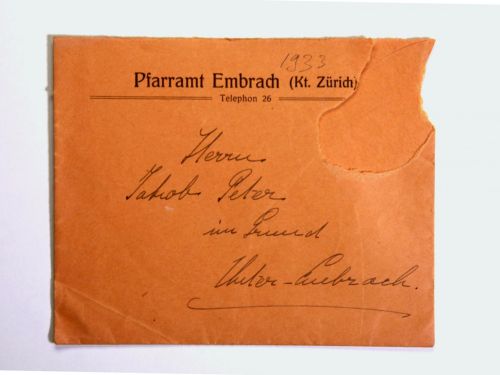 1933
Pfarramt Embrach (Kt. Zürich)
Telephon 26
Herrn
Jakob Peter
im Grund
Unter-Embrach.